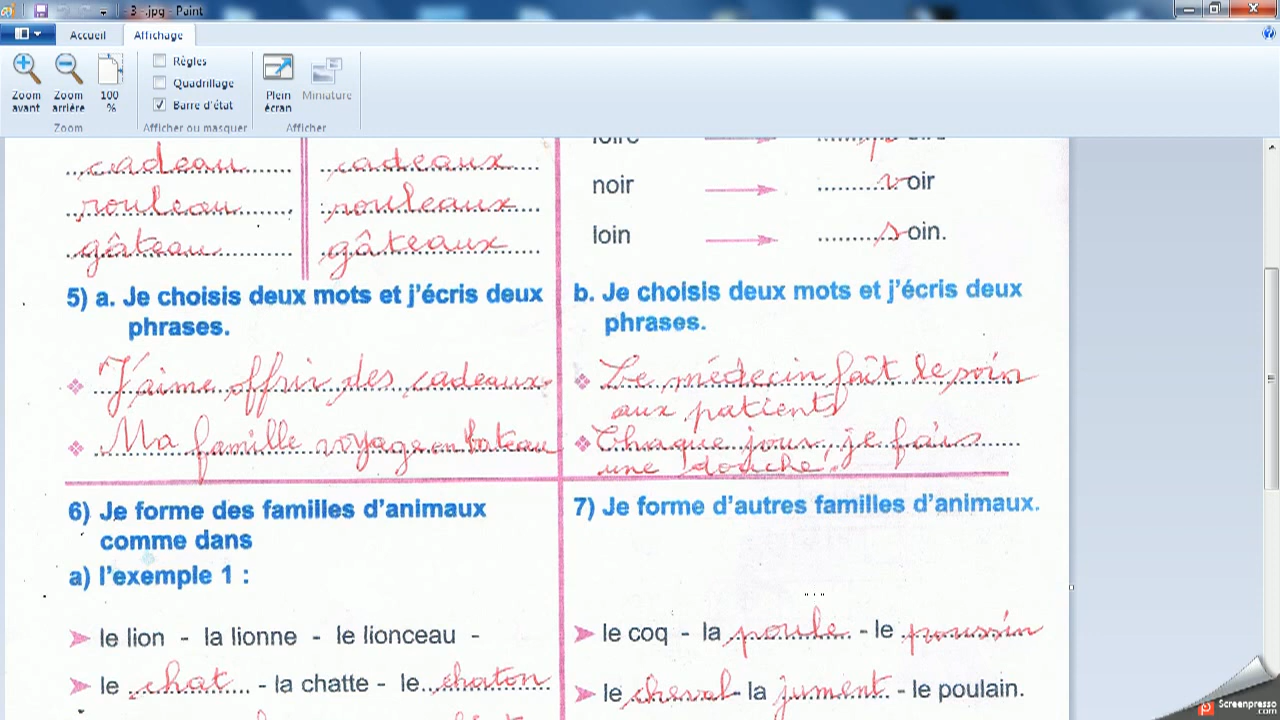 - 3 -.jpg - Paint
Accueil
Affichage
Zoom avant
Zoom arrière
100 %
Règles
Quadrillage
Barre d'état
Plein écran
Miniature
Zoom
Afficher ou masquer
Afficher
cadeau cadeaux
rouleau rouleaux
gâteau gâteaux
noir voir
loin soin.
5) a. Je choisis deux mots et j'écris deux
phrases.
J'aime offrir des cadeaux.
Ma famille voyage en bateau
b. Je choisis deux mots et j'écris deux
phrases.
Le médecin faît le soin
aux patients
Chaque jour, je fais
une douche.
6) Je forme des familles d'animaux
comme dans
a) l'exemple 1 :
le lion - la lionne - le lionceau -
le chat - la chatte - le chaton
7) Je forme d'autres familles d'animaux.
le coq - la poule - le poussin
le cheval - la jument - le poulain.
Screenpresso
.com